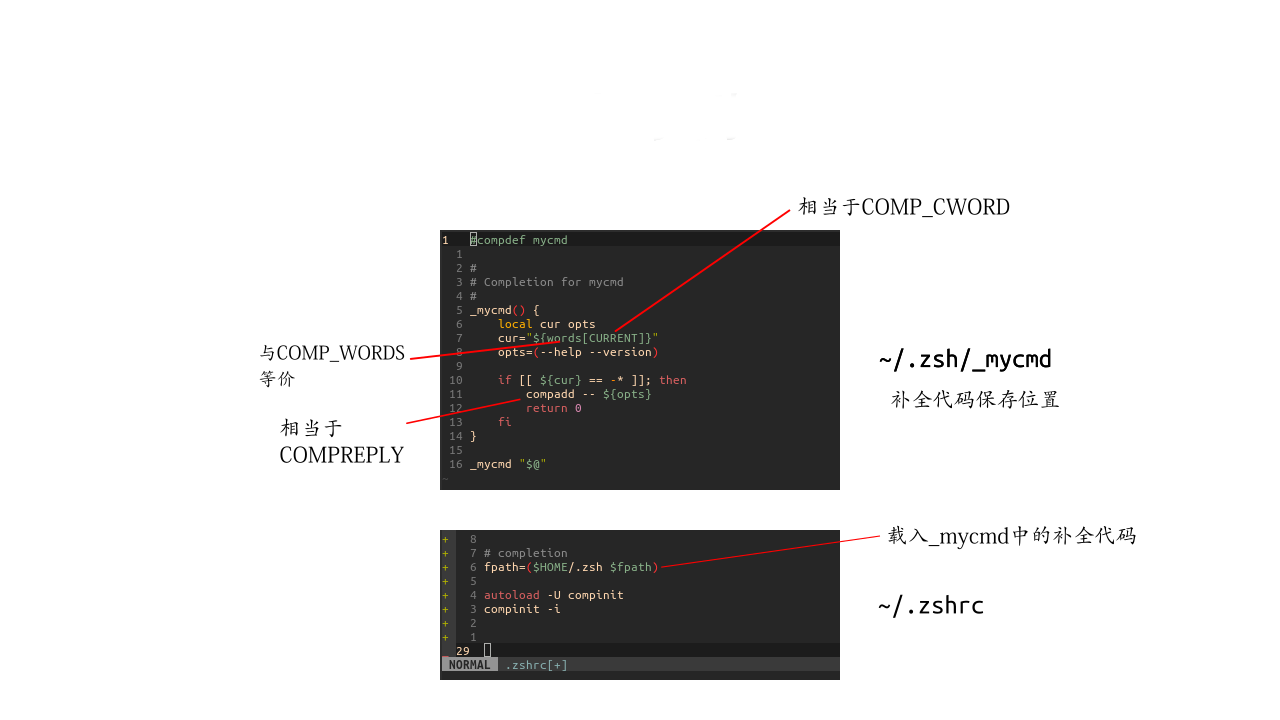 相当于COMP_CWORD
1 #compdef mycmd
1
2 #
3 # Completion for mycmd
4 #
5 _mycmd() {
6 local cur opts
7 cur="${words[CURRENT]}"
8 opts=(--help --version)
9
10 if [[ ${cur} == -* ]]; then
11 compadd -- ${opts}
12 return 0
13 fi
14 }
15
16 _mycmd "$@"
~
与COMP_WORDS
等价
相当于
COMPREPLY
~/.zsh/_mycmd
补全代码保存位置
+ 8
+ 7 # completion
+ 6 fpath=($HOME/.zsh $fpath)
+ 5
+ 4 autoload -U compinit
+ 3 compinit -i
+ 2
+ 1
_ 29
NORMAL .zshrc[+]
载入_mycmd中的补全代码
~/.zshrc